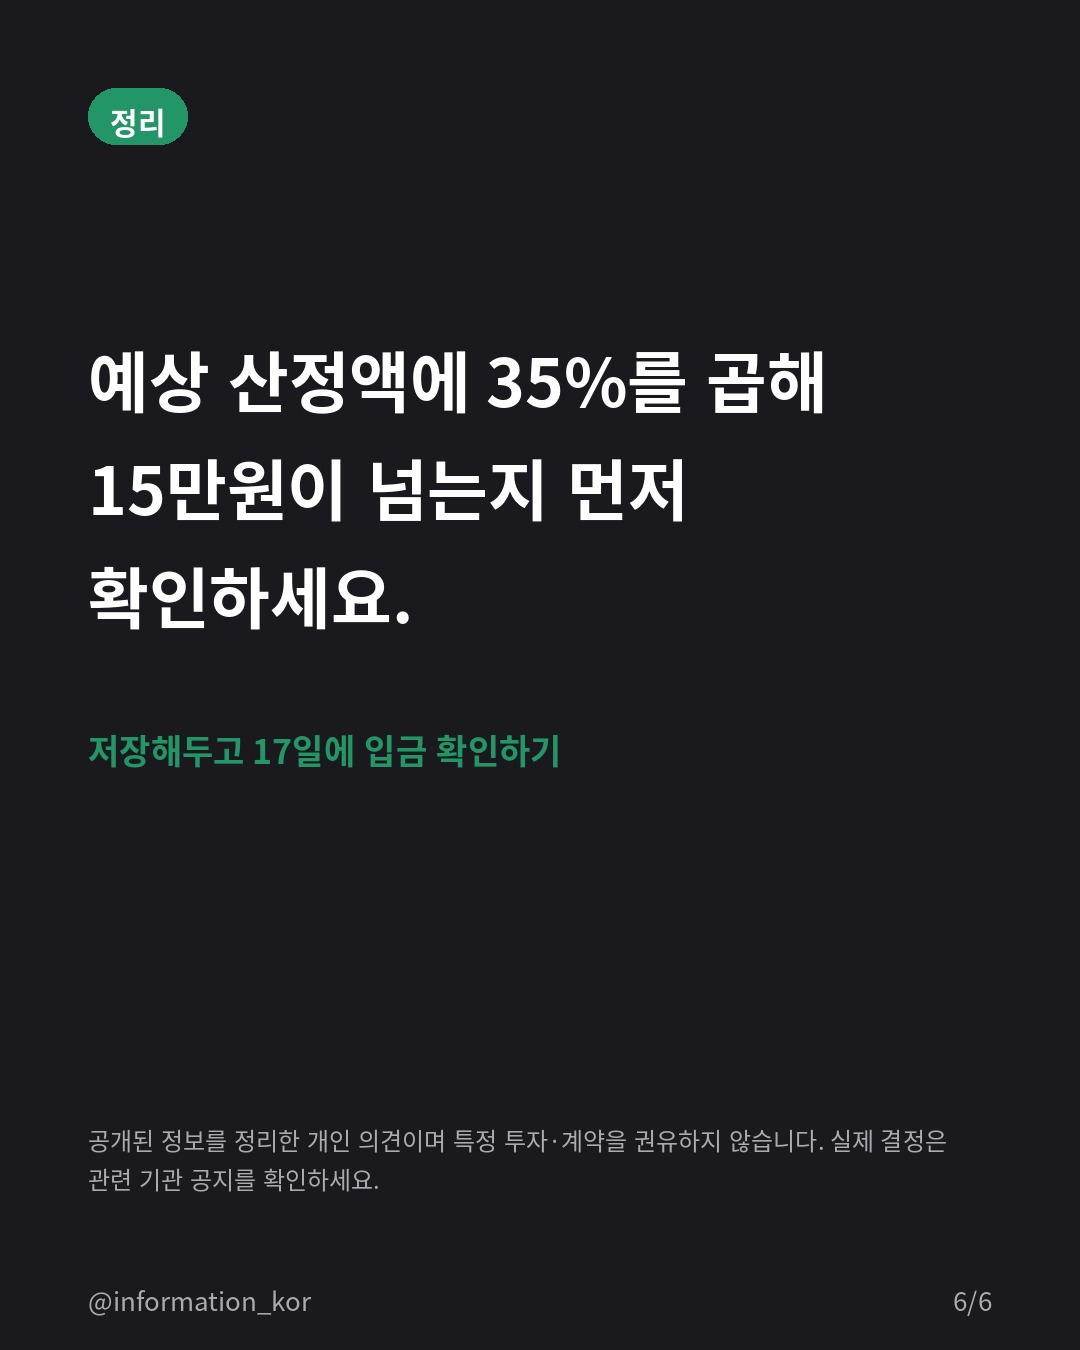 정리
예상 산정액에 35%를 곱해
15만원이 넘는지 먼저
확인하세요.
저장해두고 17일에 입금 확인하기
공개된 정보를 정리한 개인 의견이며 특정 투자·계약을 권유하지 않습니다. 실제 결정은
관련 기관 공지를 확인하세요.
@information_kor
6/6